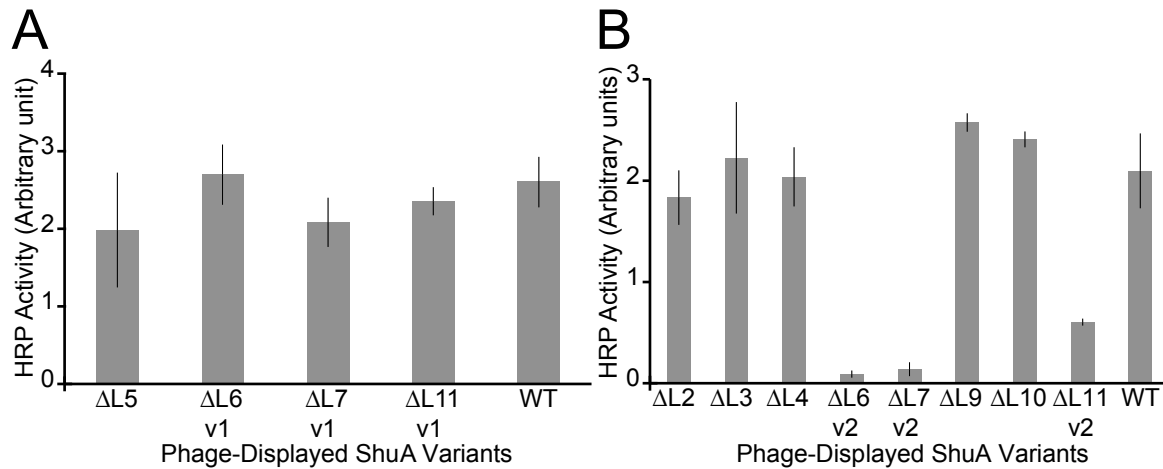 A
HRP Activity (Arbitrary unit)
4
3
2
1
0
ΔL5 ΔL6 ΔL7 ΔL11 WT
v1 v1 v1
Phage-Displayed ShuA Variants
B
HRP Activity (Arbitrary units)
3
2
1
0
ΔL2 ΔL3 ΔL4 ΔL6 ΔL7 ΔL9 ΔL10 ΔL11 WT
v2 v2 v2
Phage-Displayed ShuA Variants